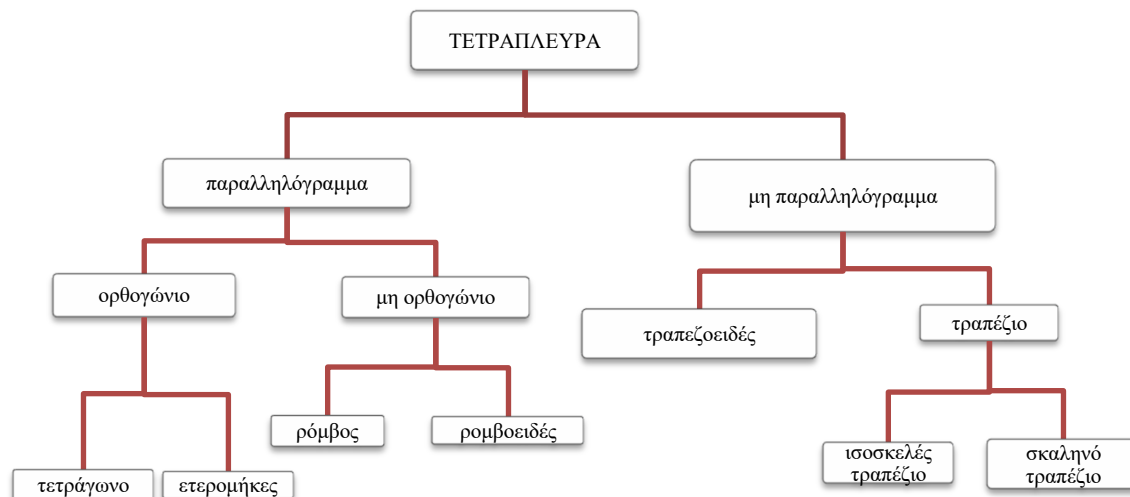 ΤΕΤΡΑΠΛΕΥΡΑ
παραλληλόγραμμα
μη παραλληλόγραμμα
ορθογώνιο
μη ορθογώνιο
τραπεζοειδές
τραπέζιο
τετράγωνο
ετερομήκες
ρόμβος
ρομβοειδές
ισοσκελές
τραπέζιο
σκαληνό
τραπέζιο